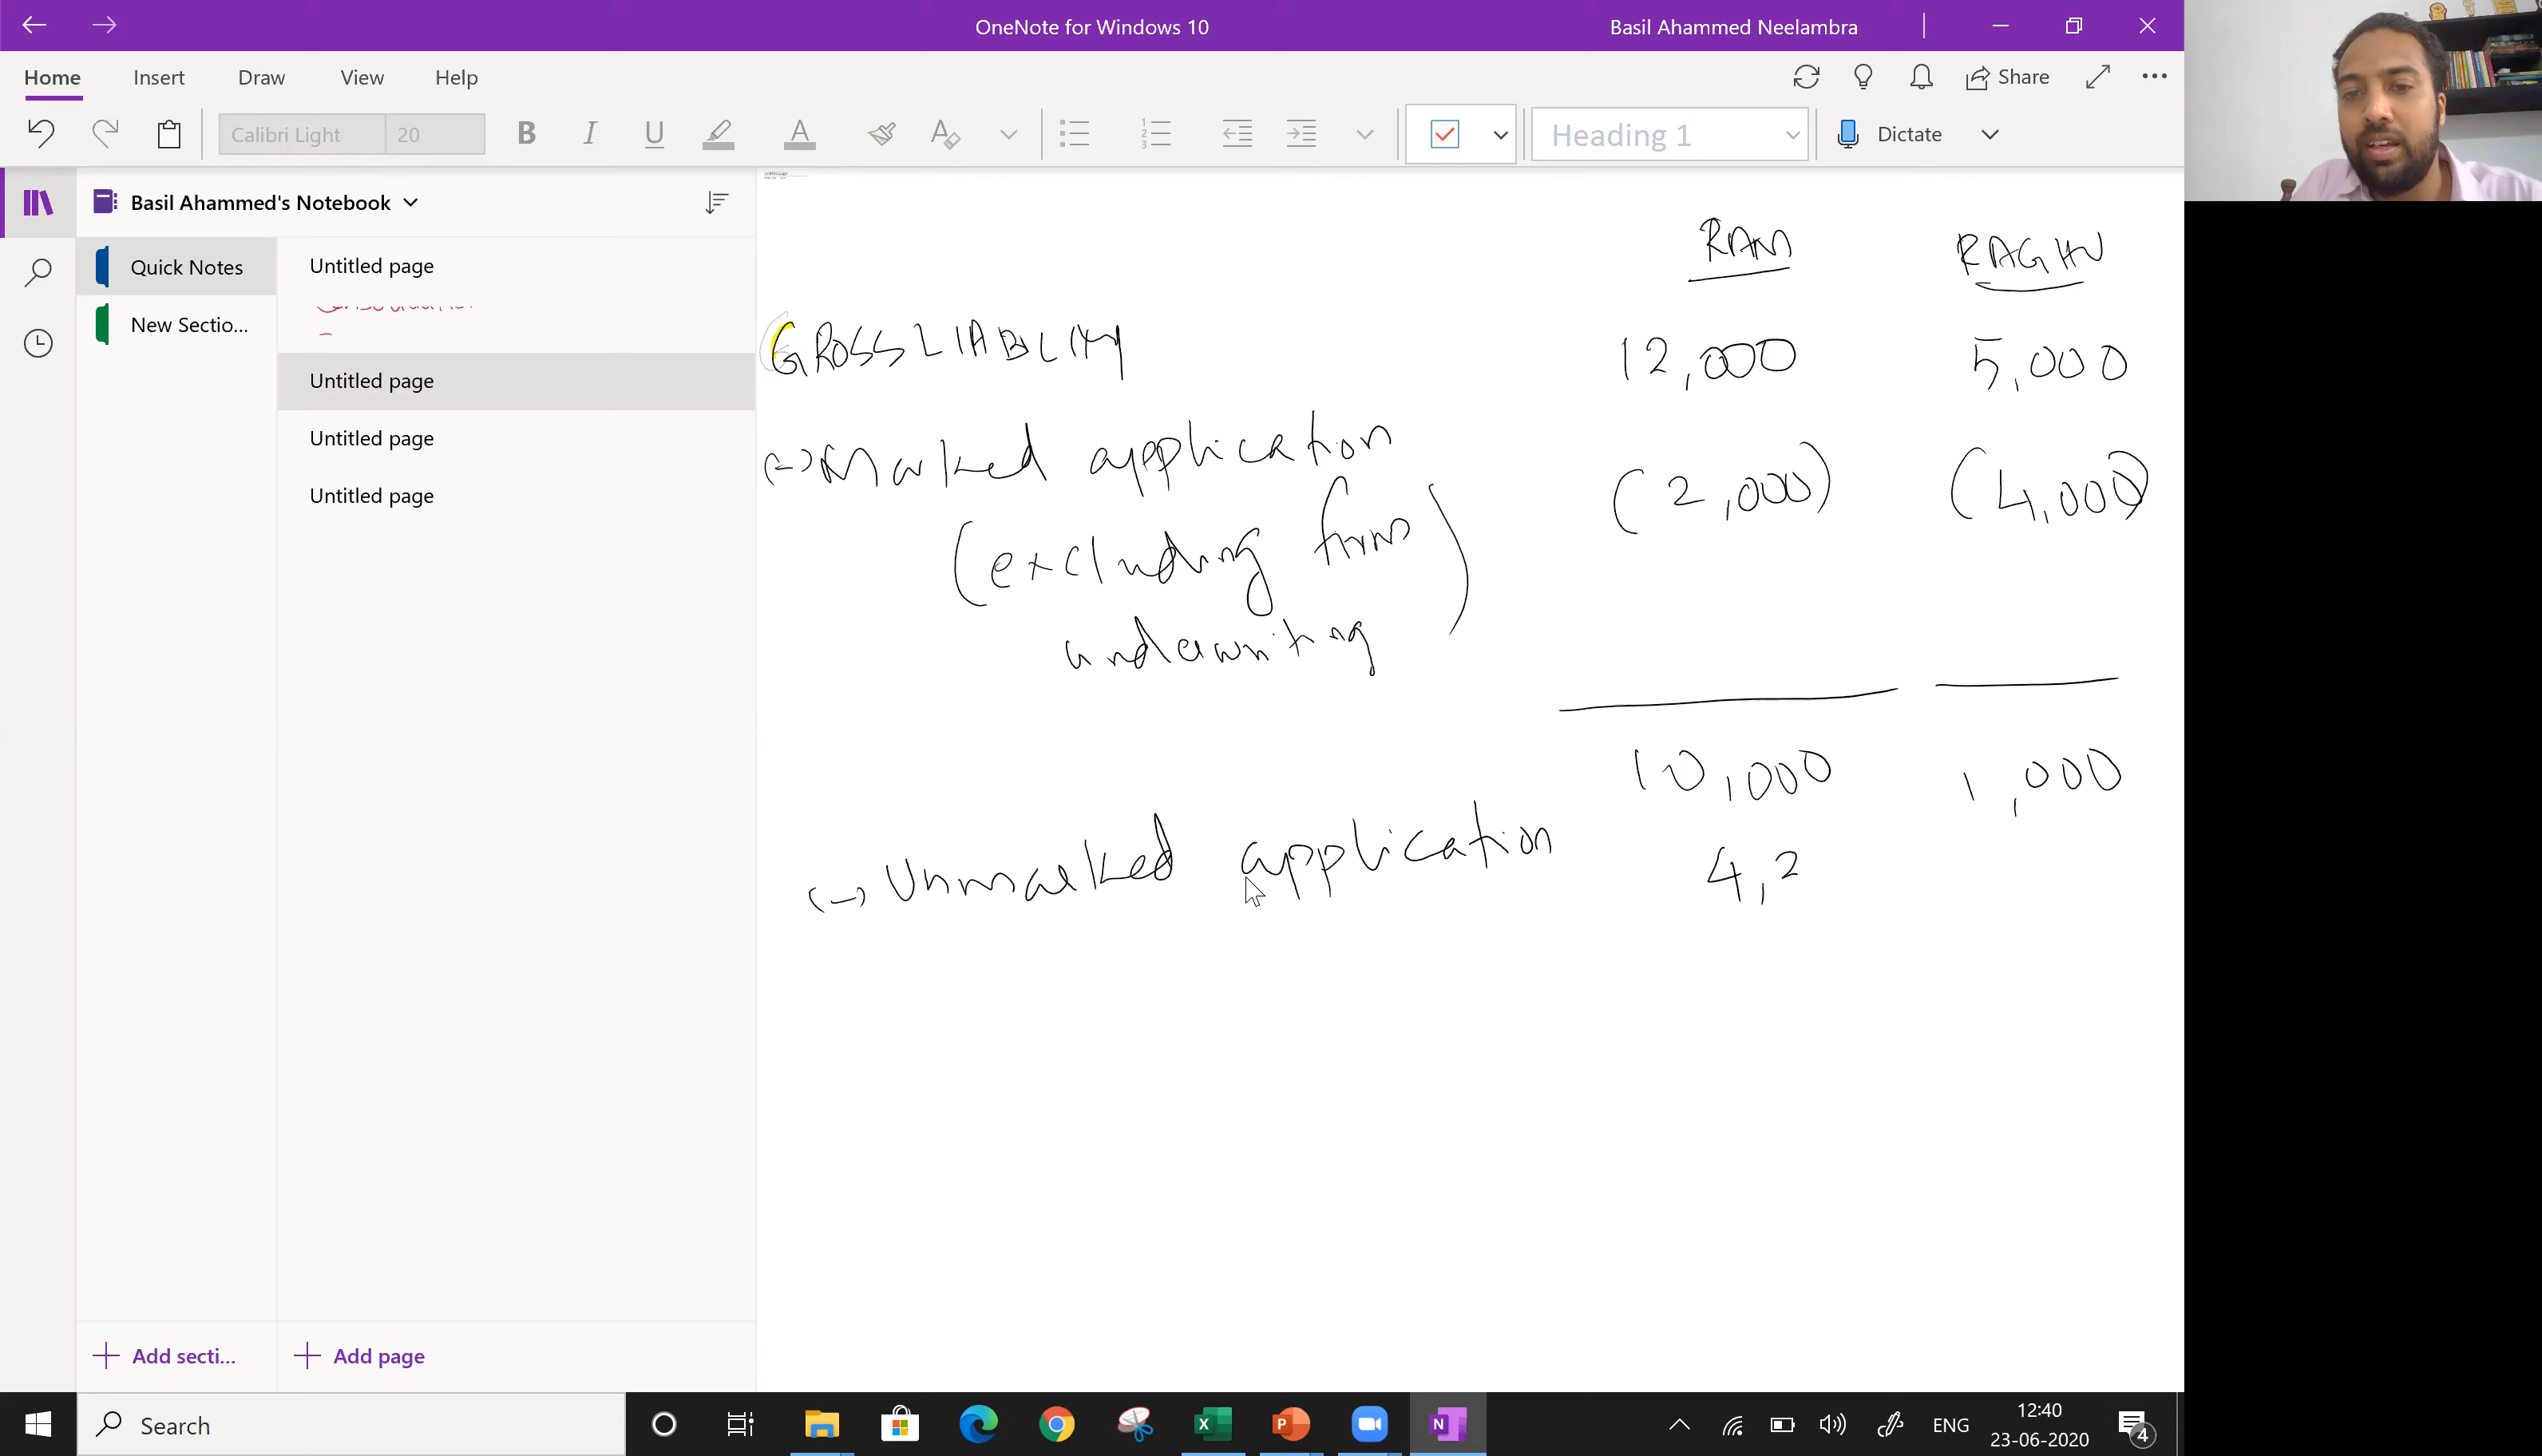 OneNote for Windows 10
Basil Ahammed Neelambra
Home Insert Draw View Help
Share
Calibri Light 20
B I U A A
Heading 1
Dictate
Basil Ahammed's Notebook
Quick Notes
New Sectio...
Untitled page
Untitled page
Untitled page
Untitled page
RAM RAGHU
GROSS LIABLITY 12,000 5,000
(-) Marked application (2,000) (4,000)
(excluding firm
underwriting)
10,000 1,000
(-) Unmarked application 4,2
Add secti...
Add page
Search
ENG
12:40
23-06-2020
4